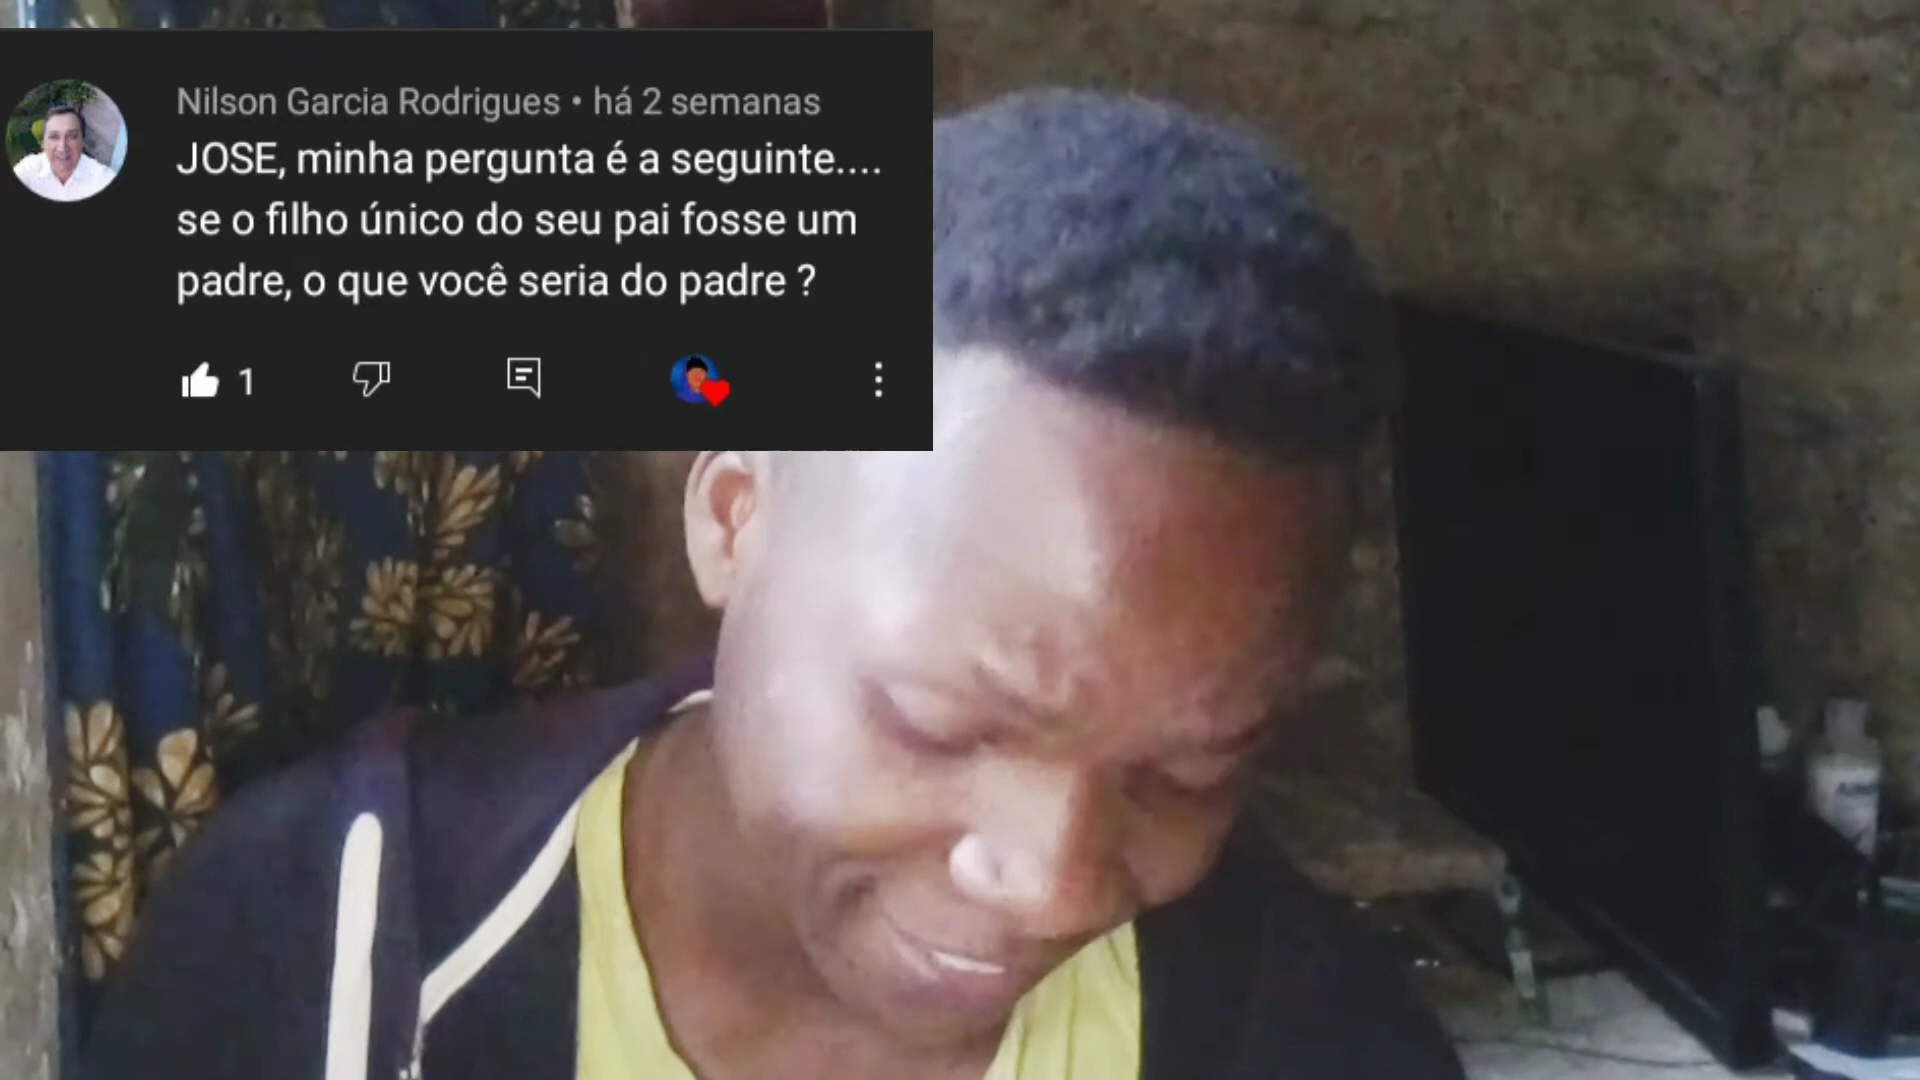 Nilson Garcia Rodrigues • há 2 semanas
JOSE, minha pergunta é a seguinte....
se o filho único do seu pai fosse um
padre, o que você seria do padre ?
1